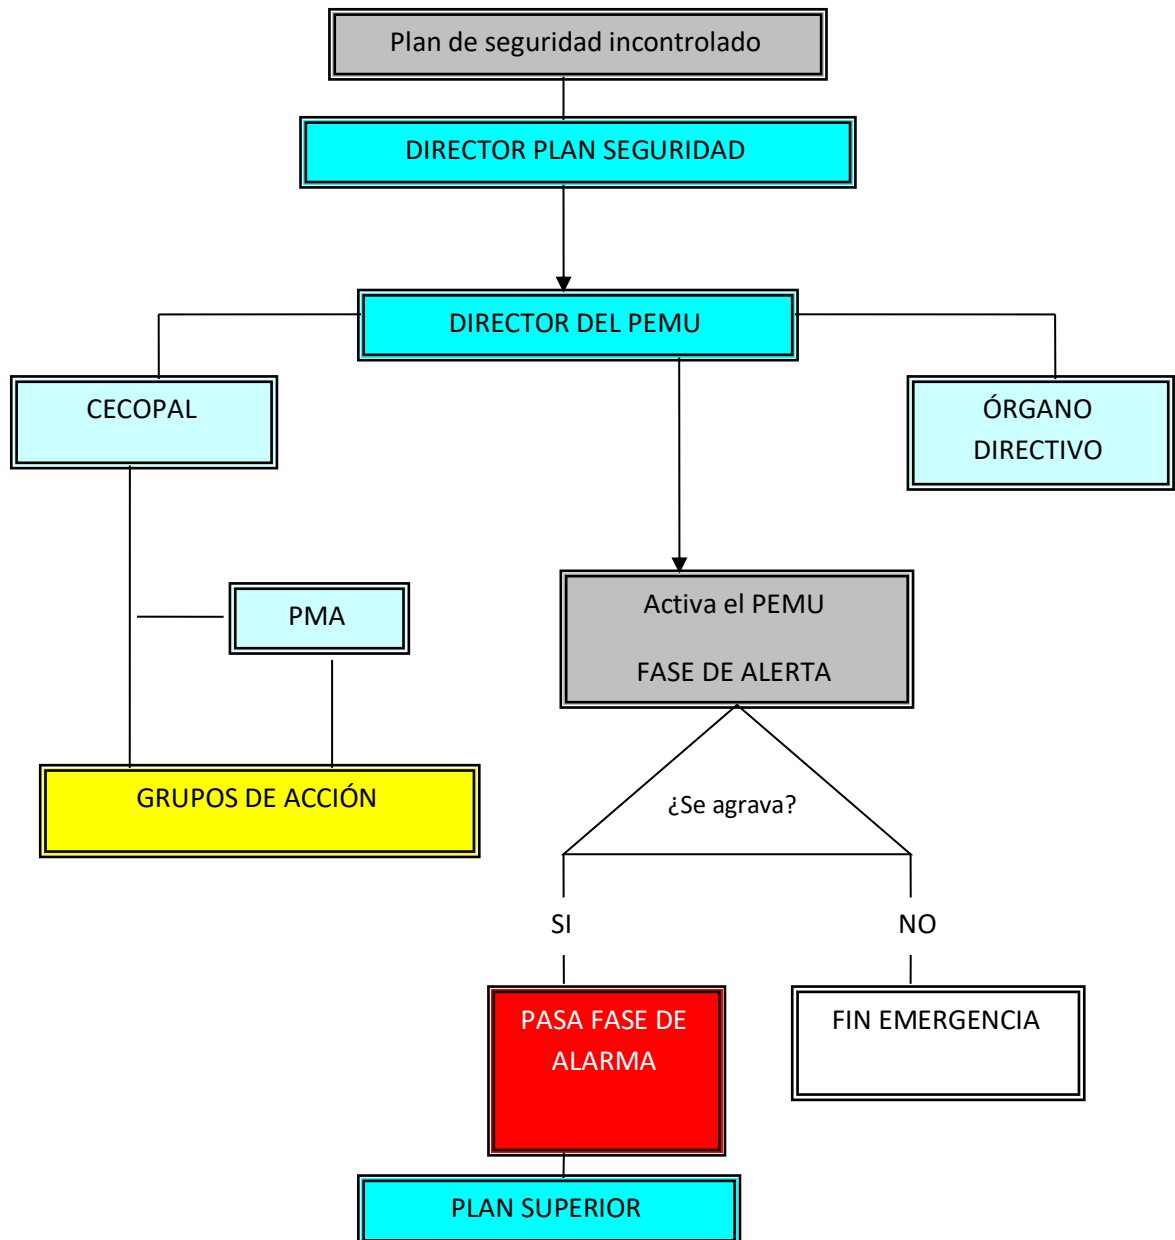 Plan de seguridad incontrolado
DIRECTOR PLAN SEGURIDAD
DIRECTOR DEL PEMU
CECOPAL
ÓRGANO
DIRECTIVO
PMA
Activa el PEMU
FASE DE ALERTA
GRUPOS DE ACCIÓN
¿Se agrava?
SI
NO
PASA FASE DE
ALARMA
FIN EMERGENCIA
PLAN SUPERIOR